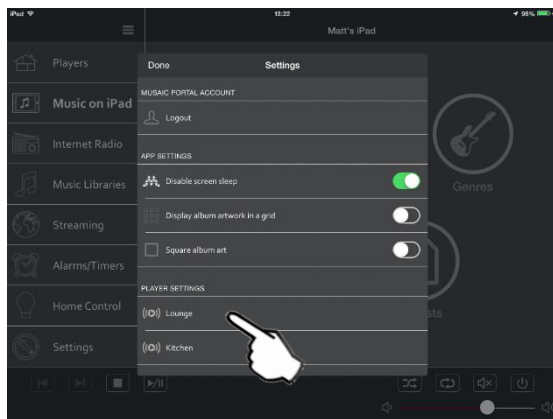 iPad 13:22 95%
Matt's iPad
Players
Music on iPad
Internet Radio
Music Libraries
Streaming
Alarms/Timers
Home Control
Settings
Done Settings
MUSAIC PORTAL ACCOUNT
Logout
APP SETTINGS
Disable screen sleep
Display album artwork in a grid
Square album art
PLAYER SETTINGS
Lounge
Kitchen
Genres
sts